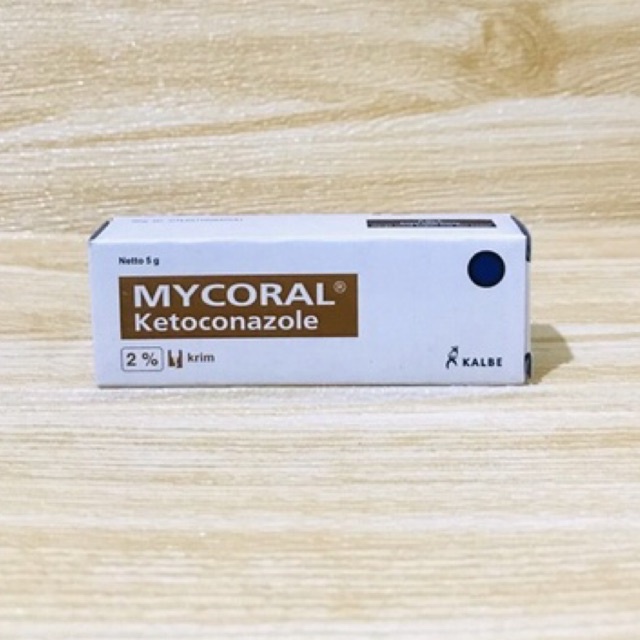 Netto 5 g
MYCORAL®
Ketoconazole
2 % krim
KALBE